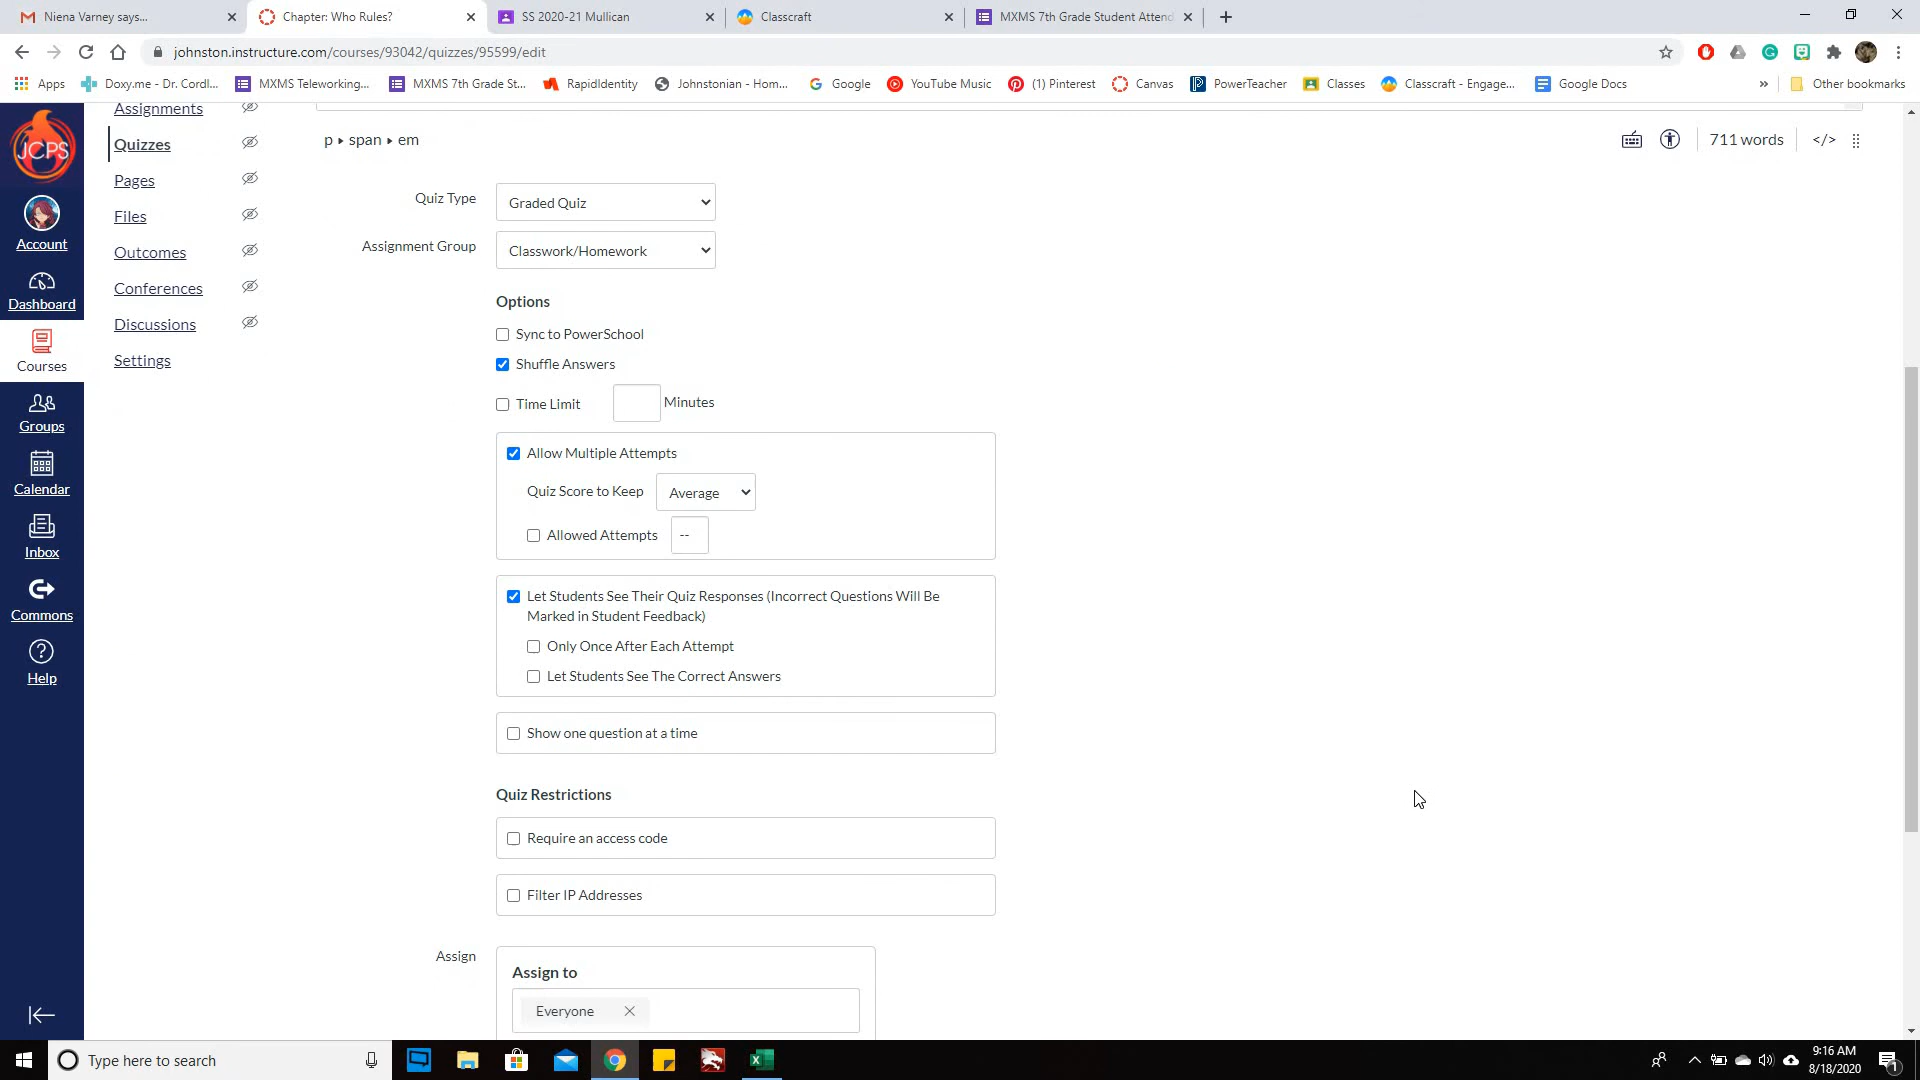 Niena Varney says...
Chapter: Who Rules?
SS 2020-21 Mullican
Classcraft
MXMS 7th Grade Student Attend
johnston.instructure.com/courses/93042/quizzes/95599/edit
Apps
Doxy.me - Dr. Cordl...
MXMS Teleworking...
MXMS 7th Grade St...
RapidIdentity
Johnstonian - Hom...
Google
YouTube Music
(1) Pinterest
Canvas
PowerTeacher
Classes
Classcraft - Engage...
Google Docs
»
Other bookmarks
JCPS
Account
Dashboard
Courses
Groups
Calendar
Inbox
Commons
Help
Assignments
Quizzes
Pages
Files
Outcomes
Conferences
Discussions
Settings
p ▸ span ▸ em
711 words
</>
Quiz Type
Graded Quiz
Assignment Group
Classwork/Homework
Options
Sync to PowerSchool
Shuffle Answers
Time Limit
Minutes
Allow Multiple Attempts
Quiz Score to Keep
Average
Allowed Attempts
--
Let Students See Their Quiz Responses (Incorrect Questions Will Be
Marked in Student Feedback)
Only Once After Each Attempt
Let Students See The Correct Answers
Show one question at a time
Quiz Restrictions
Require an access code
Filter IP Addresses
Assign
Assign to
Everyone
Type here to search
9:16 AM
8/18/2020
1